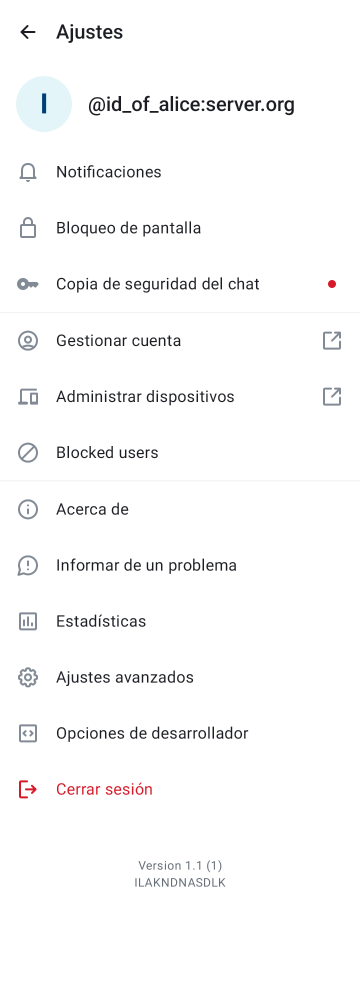 Ajustes
I
@id_of_alice:server.org
Notificaciones
Bloqueo de pantalla
Copia de seguridad del chat
Gestionar cuenta
Administrar dispositivos
Blocked users
Acerca de
Informar de un problema
Estadísticas
Ajustes avanzados
Opciones de desarrollador
Cerrar sesión
Version 1.1 (1)
ILAKNDNASDLK